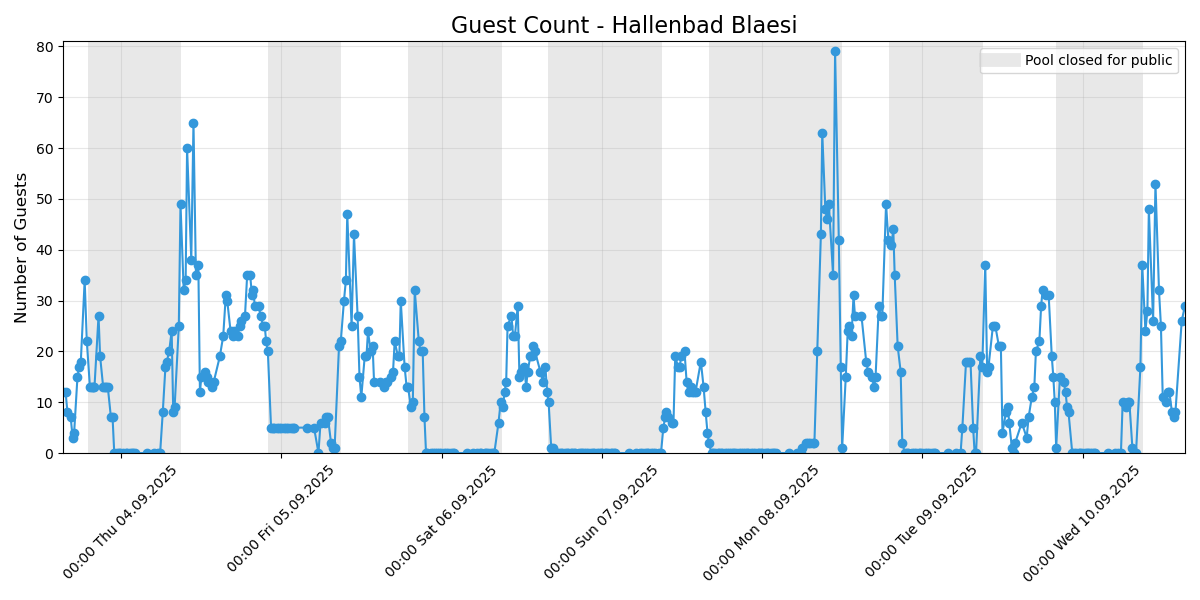 Guest Count - Hallenbad Blaesi
Pool closed for public
Number of Guests
80
70
60
50
40
30
20
10
0
00:00 Thu 04.09.2025
00:00 Fri 05.09.2025
00:00 Sat 06.09.2025
00:00 Sun 07.09.2025
00:00 Mon 08.09.2025
00:00 Tue 09.09.2025
00:00 Wed 10.09.2025